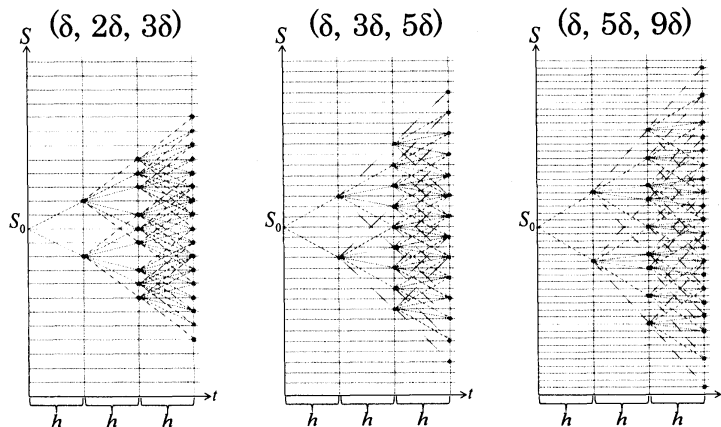 (δ, 2δ, 3δ) (δ, 3δ, 5δ) (δ, 5δ, 9δ)
S S S
S₀ S₀ S₀
t t t
h h h h h h h h h